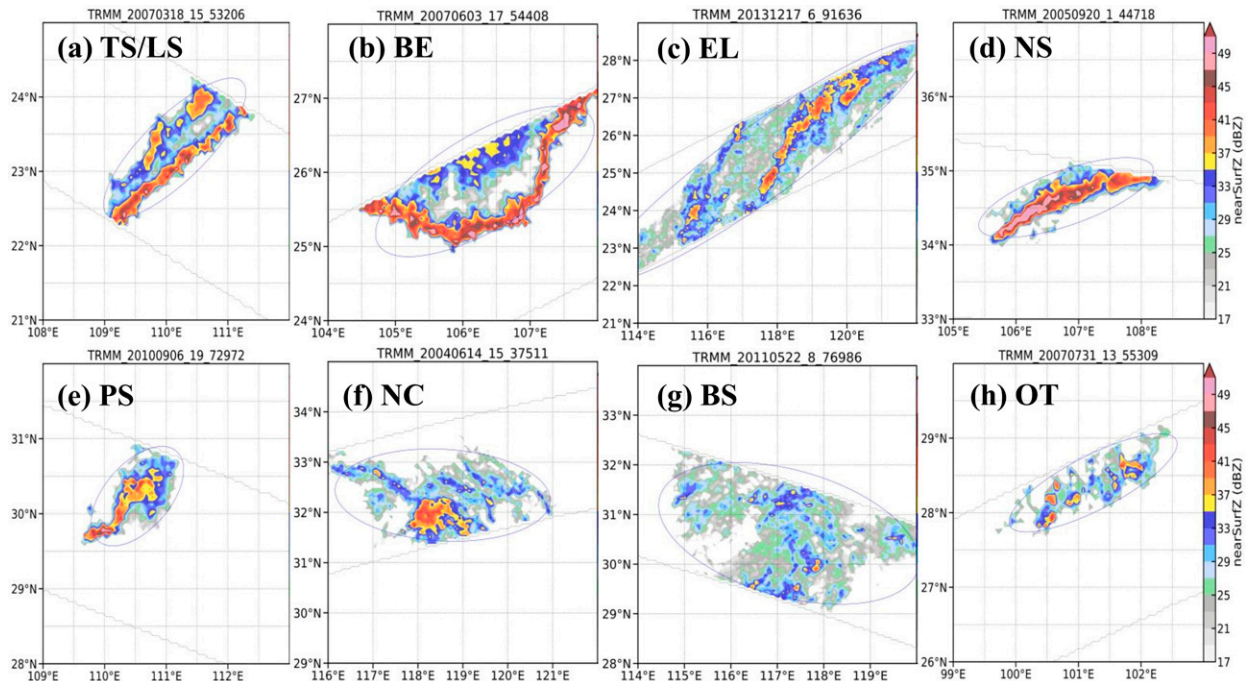 TRMM_20070318_15_53206
(a) TS/LS
24°N
23°N
22°N
21°N
108°E 109°E 110°E 111°E
TRMM_20070603_17_54408
(b) BE
27°N
26°N
25°N
24°N
104°E 105°E 106°E 107°E
TRMM_20131217_6_91636
(c) EL
28°N
27°N
26°N
25°N
24°N
23°N
22°N
21°N
114°E 116°E 118°E 120°E
TRMM_20050920_1_44718
(d) NS
36°N
35°N
34°N
33°N
105°E 106°E 107°E 108°E
49
45
41
37
33
29
25
21
17
nearSurfZ (dBZ)
TRMM_20100906_19_72972
(e) PS
31°N
30°N
29°N
28°N
109°E 110°E 111°E 112°E
TRMM_20040614_15_37511
(f) NC
34°N
33°N
32°N
31°N
30°N
29°N
116°E 117°E 118°E 119°E 120°E 121°E
TRMM_20110522_8_76986
(g) BS
33°N
32°N
31°N
30°N
29°N
28°N
114°E 115°E 116°E 117°E 118°E 119°E
TRMM_20070731_13_55309
(h) OT
29°N
28°N
27°N
26°N
100°E 101°E 102°E
49
45
41
37
33
29
25
21
17
nearSurfZ (dBZ)